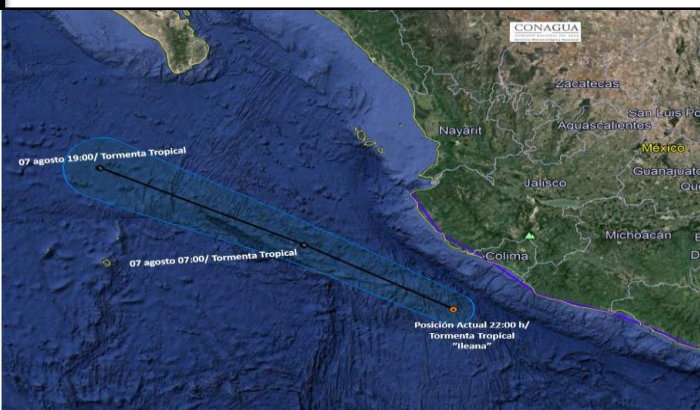 CONAGUA
Zacatecas
San Luis Po
Aguascalientes
Nayarit
México
07 agosto 19:00/ Tormenta Tropical
Guanajuato
Qu
Jalisco
Michoacán
E
D
Colima
07 agosto 07:00/ Tormenta Tropical
Posición Actual 22:00 h/
Tormenta Tropical
"Ileana"